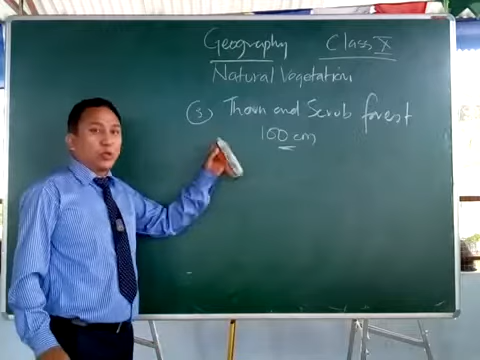 Geography Class X
Natural Vegetation
(3) Thorn and Scrub forest
100 cm